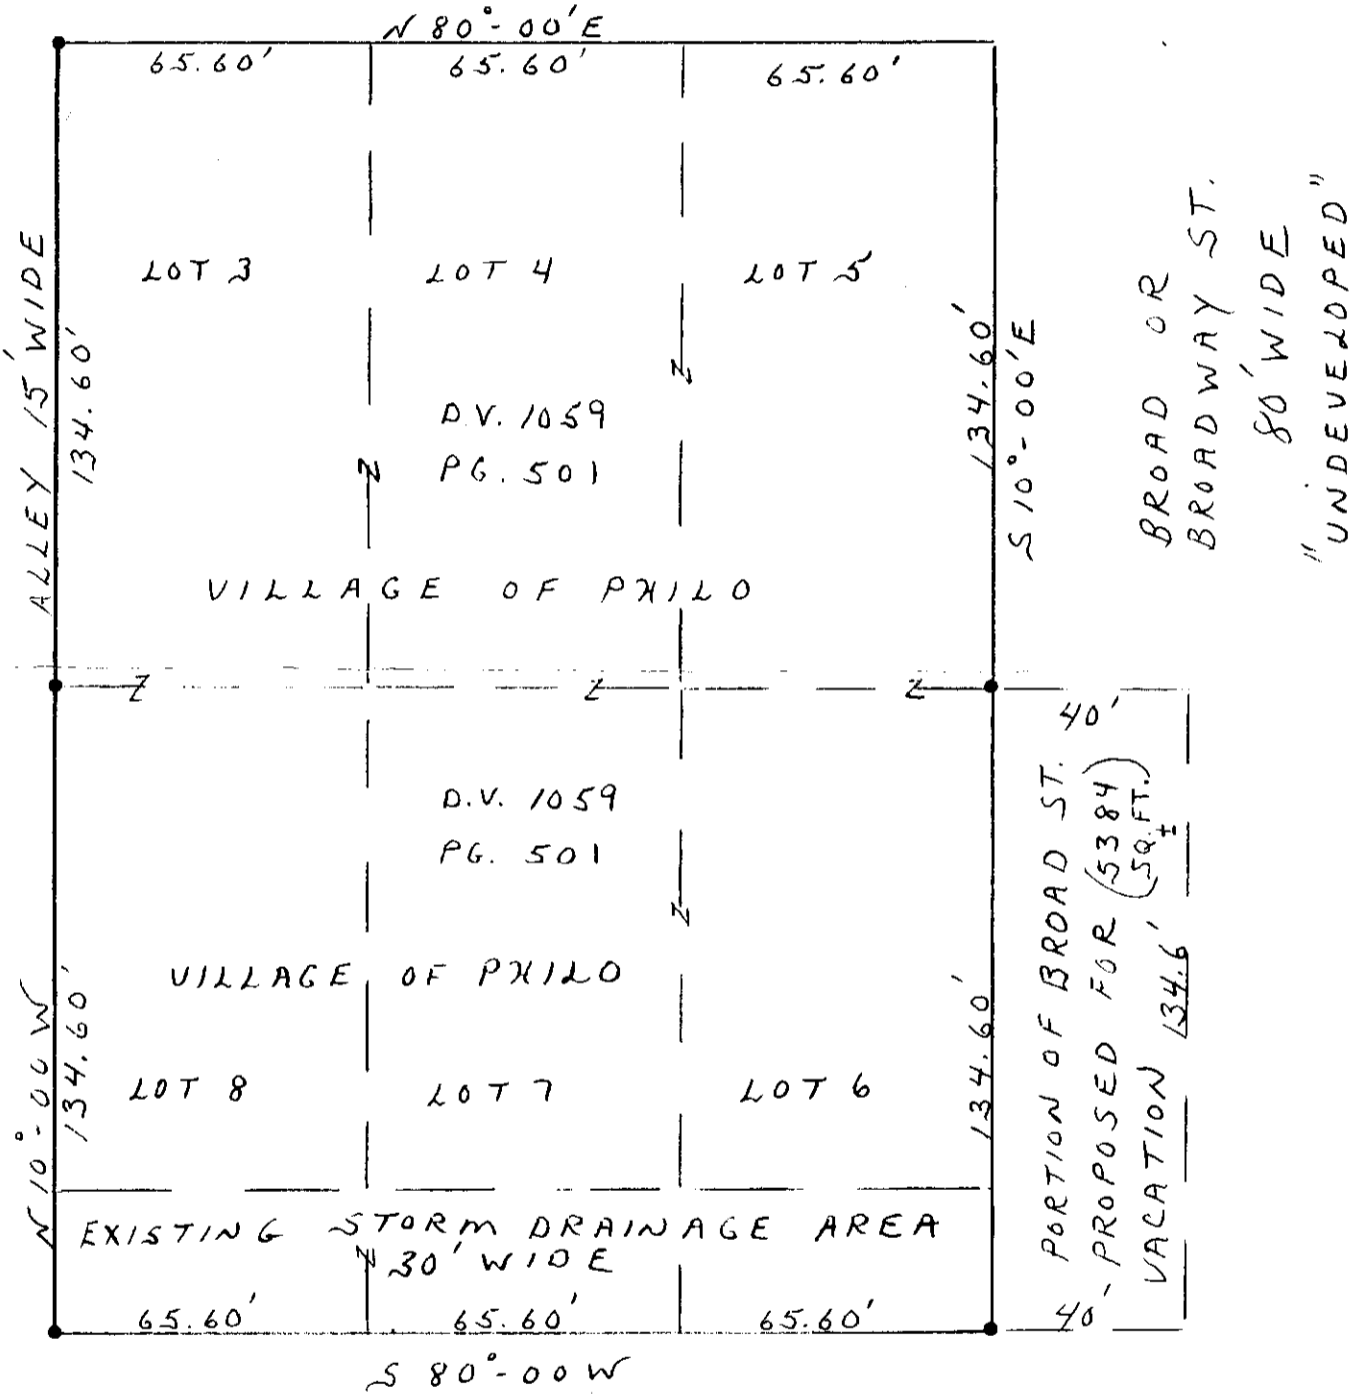 N 80°-00'E
65.60' 65.60' 65.60'
ALLEY 15' WIDE
134.60'
LOT 3 LOT 4 LOT 5
134.60'
S 10°-00'E
BROAD OR
BROADWAY ST.
80' WIDE
"UNDEVELOPED"
D.V. 1059
PG. 501
VILLAGE OF PHILO
Z Z Z Z Z
40'
D.V. 1059
PG. 501
Z
VILLAGE OF PHILO
N 10°-00 W
134.60'
LOT 8 LOT 7 LOT 6
134.60'
PORTION OF BROAD ST.
PROPOSED FOR (5384
SQ. FT.±)
VACATION 134.6'
EXISTING STORM DRAINAGE AREA
Z 30' WIDE
65.60' 65.60' 65.60'
40'
S 80°-00 W